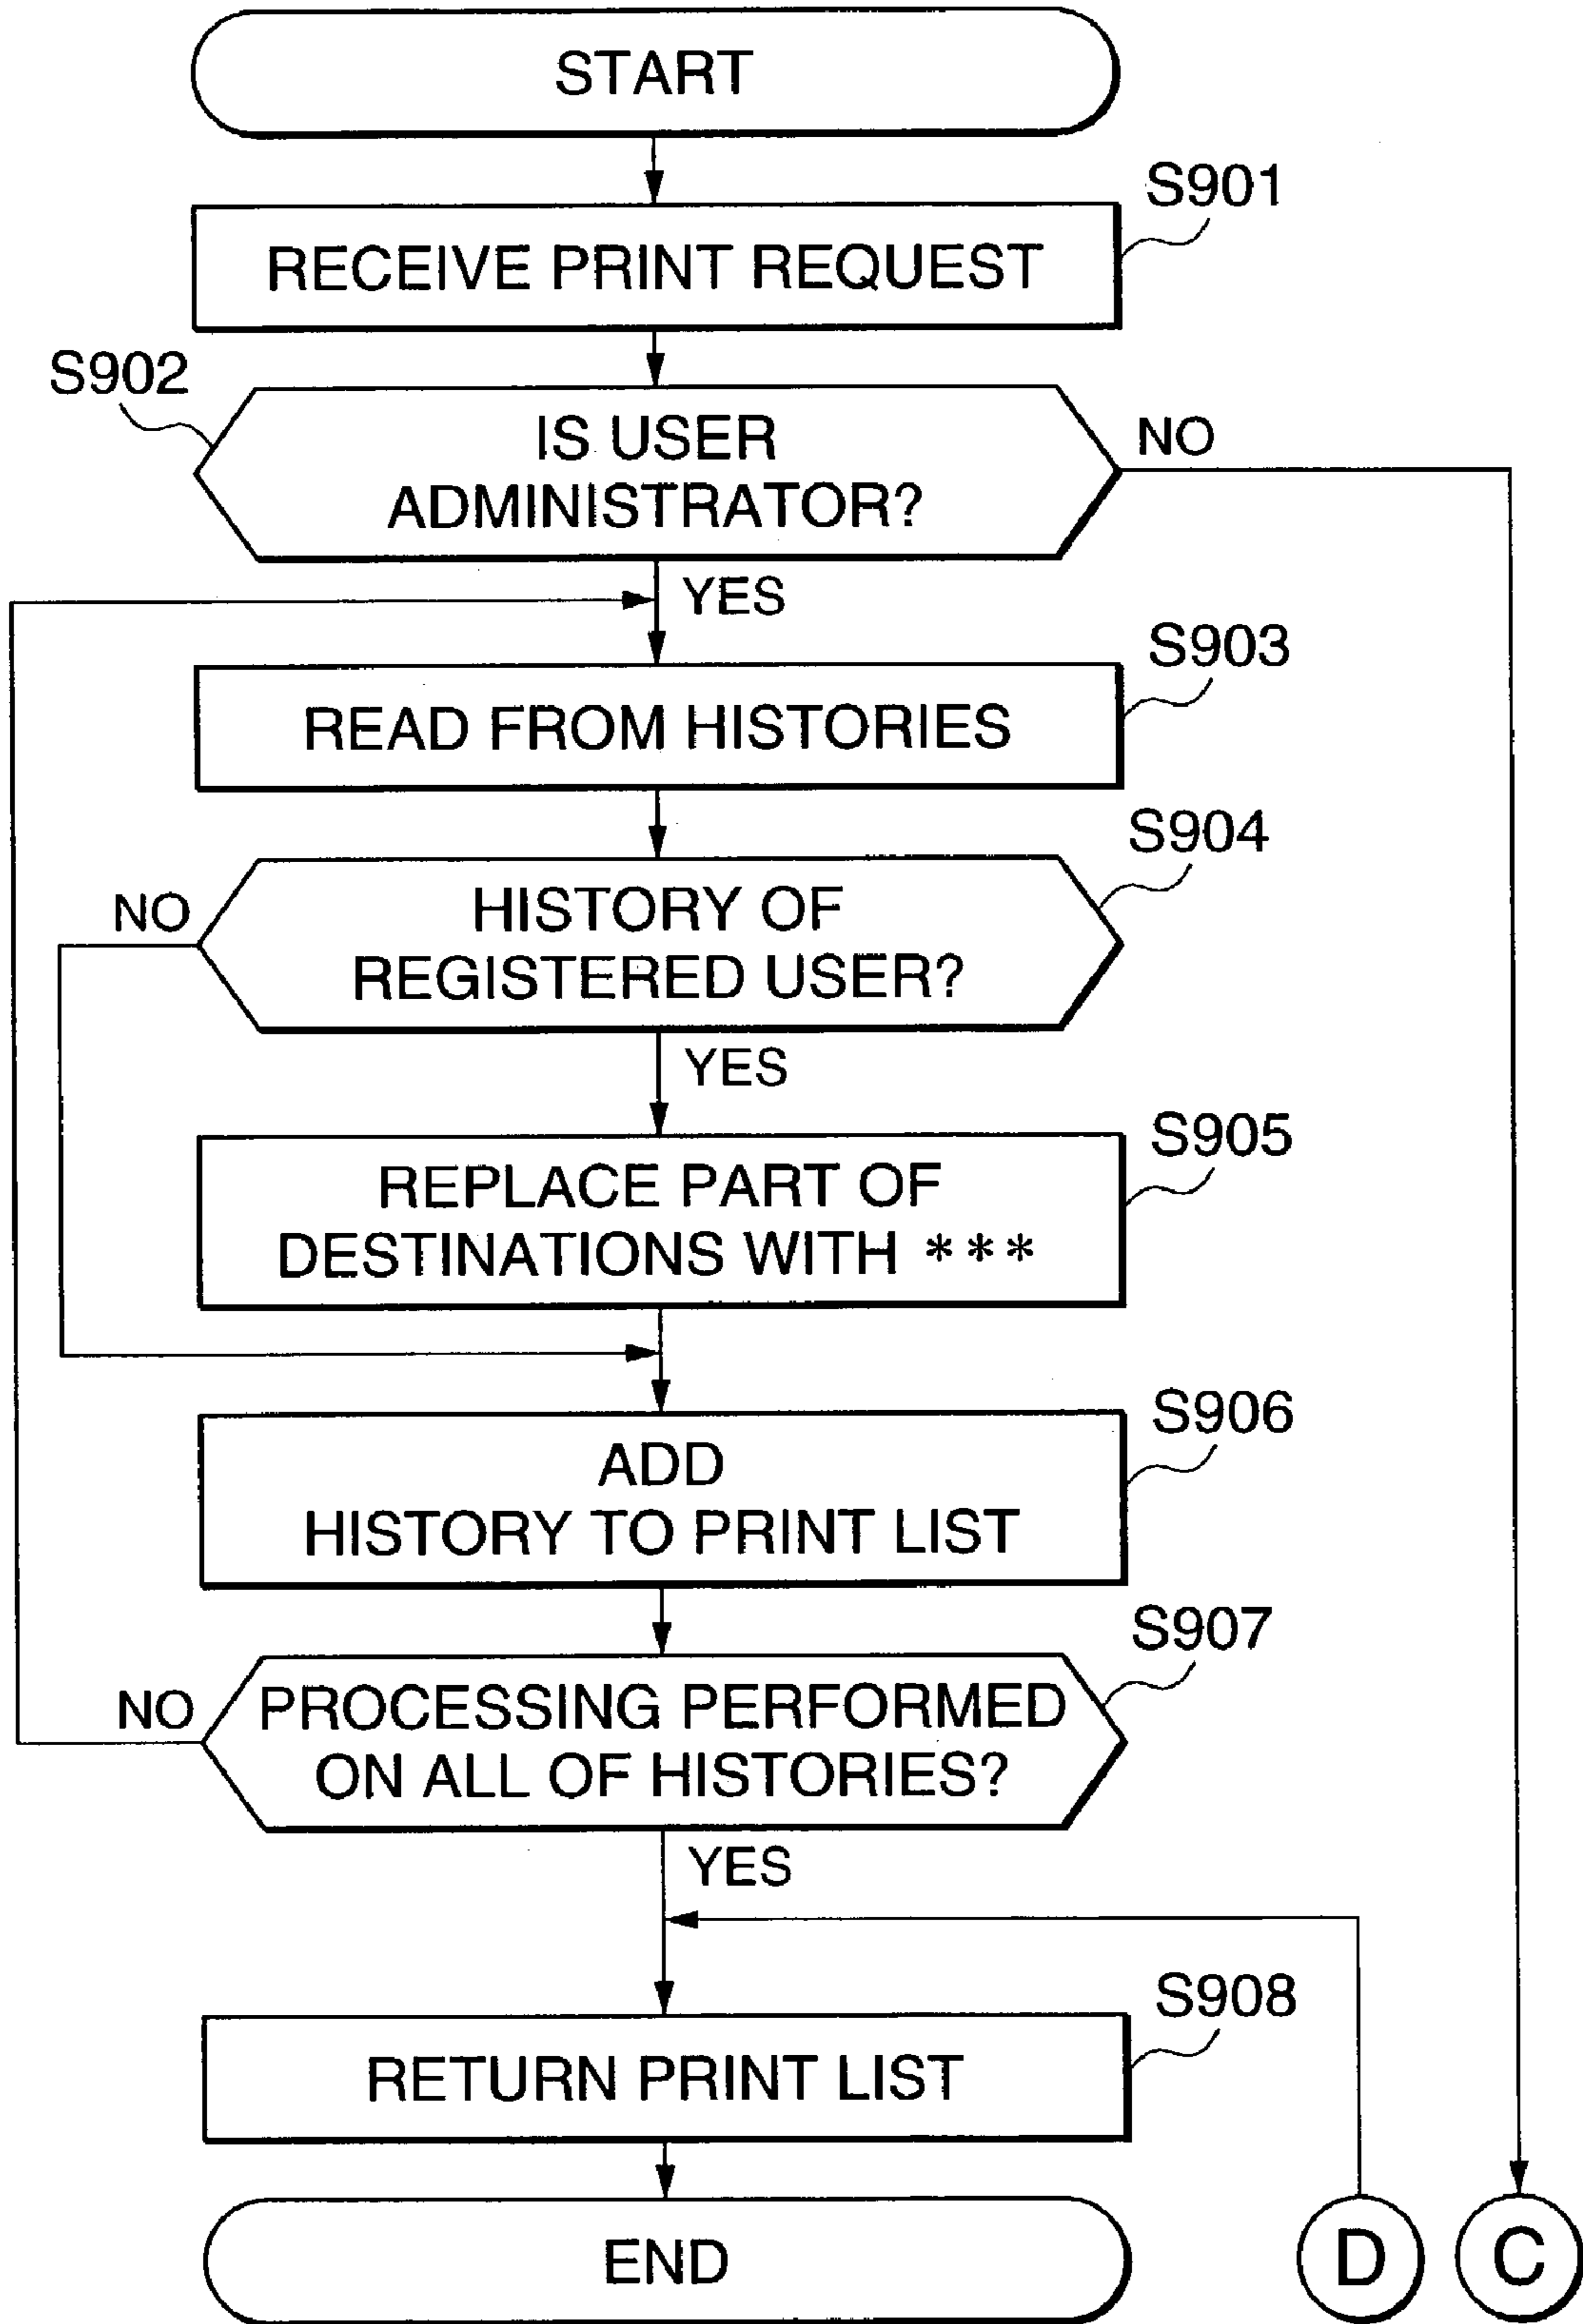 START
S901
RECEIVE PRINT REQUEST
S902
IS USER
ADMINISTRATOR?
NO
YES
S903
READ FROM HISTORIES
S904
NO
HISTORY OF
REGISTERED USER?
YES
S905
REPLACE PART OF
DESTINATIONS WITH ***
S906
ADD
HISTORY TO PRINT LIST
S907
NO
PROCESSING PERFORMED
ON ALL OF HISTORIES?
YES
S908
RETURN PRINT LIST
END
D
C